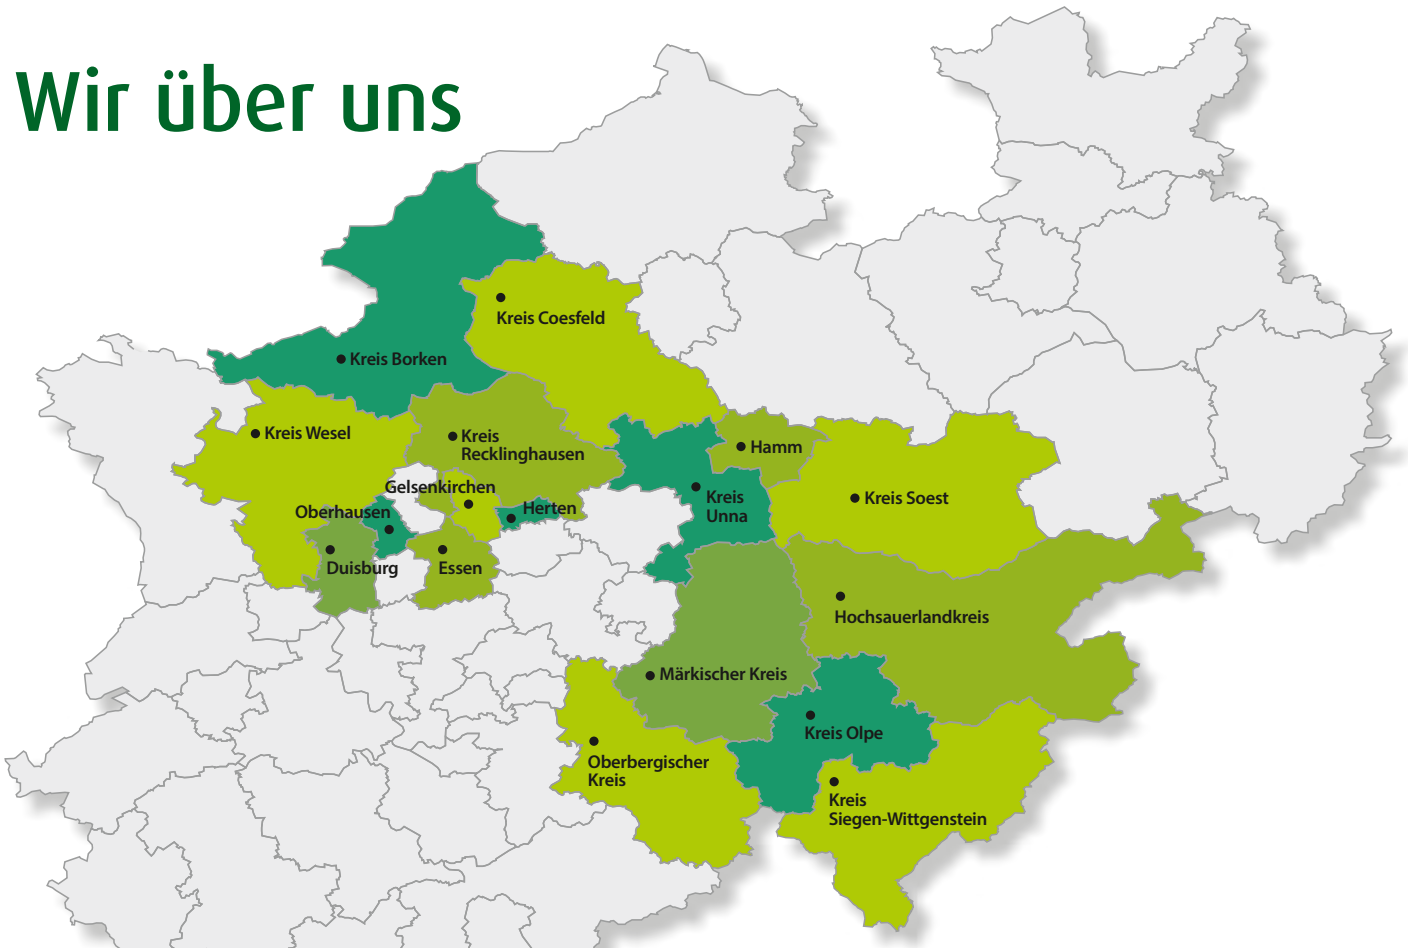 Wir über uns
Kreis Coesfeld
Kreis Borken
Kreis Wesel
Kreis
Recklinghausen
Hamm
Gelsenkirchen
Kreis
Unna
Kreis Soest
Oberhausen
Herten
Duisburg
Essen
Hochsauerlandkreis
Märkischer Kreis
Kreis Olpe
Oberbergischer
Kreis
Kreis
Siegen-Wittgenstein